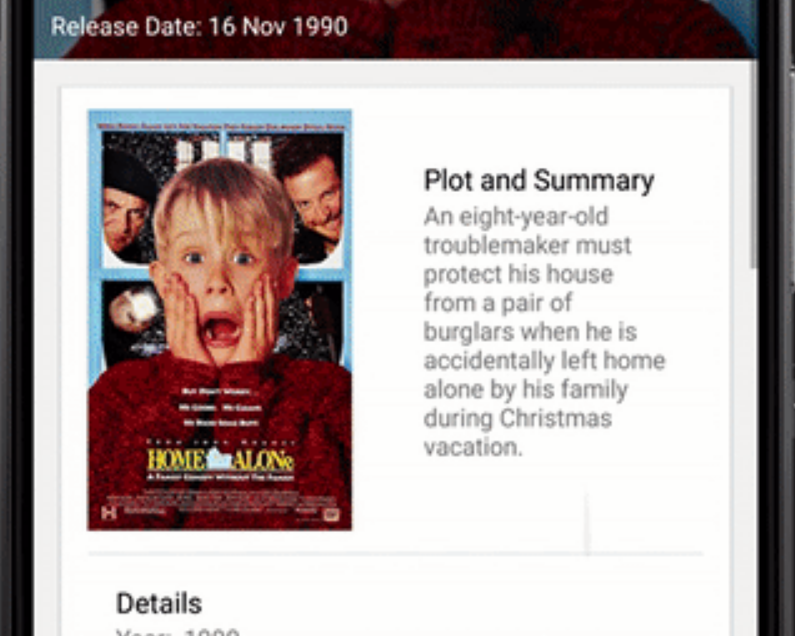 Release Date: 16 Nov 1990
Plot and Summary
An eight-year-old
troublemaker must
protect his house
from a pair of
burglars when he is
accidentally left home
alone by his family
during Christmas
vacation.
HOME ALONe
A Family Comedy Without The Family
Details
Year: 1990